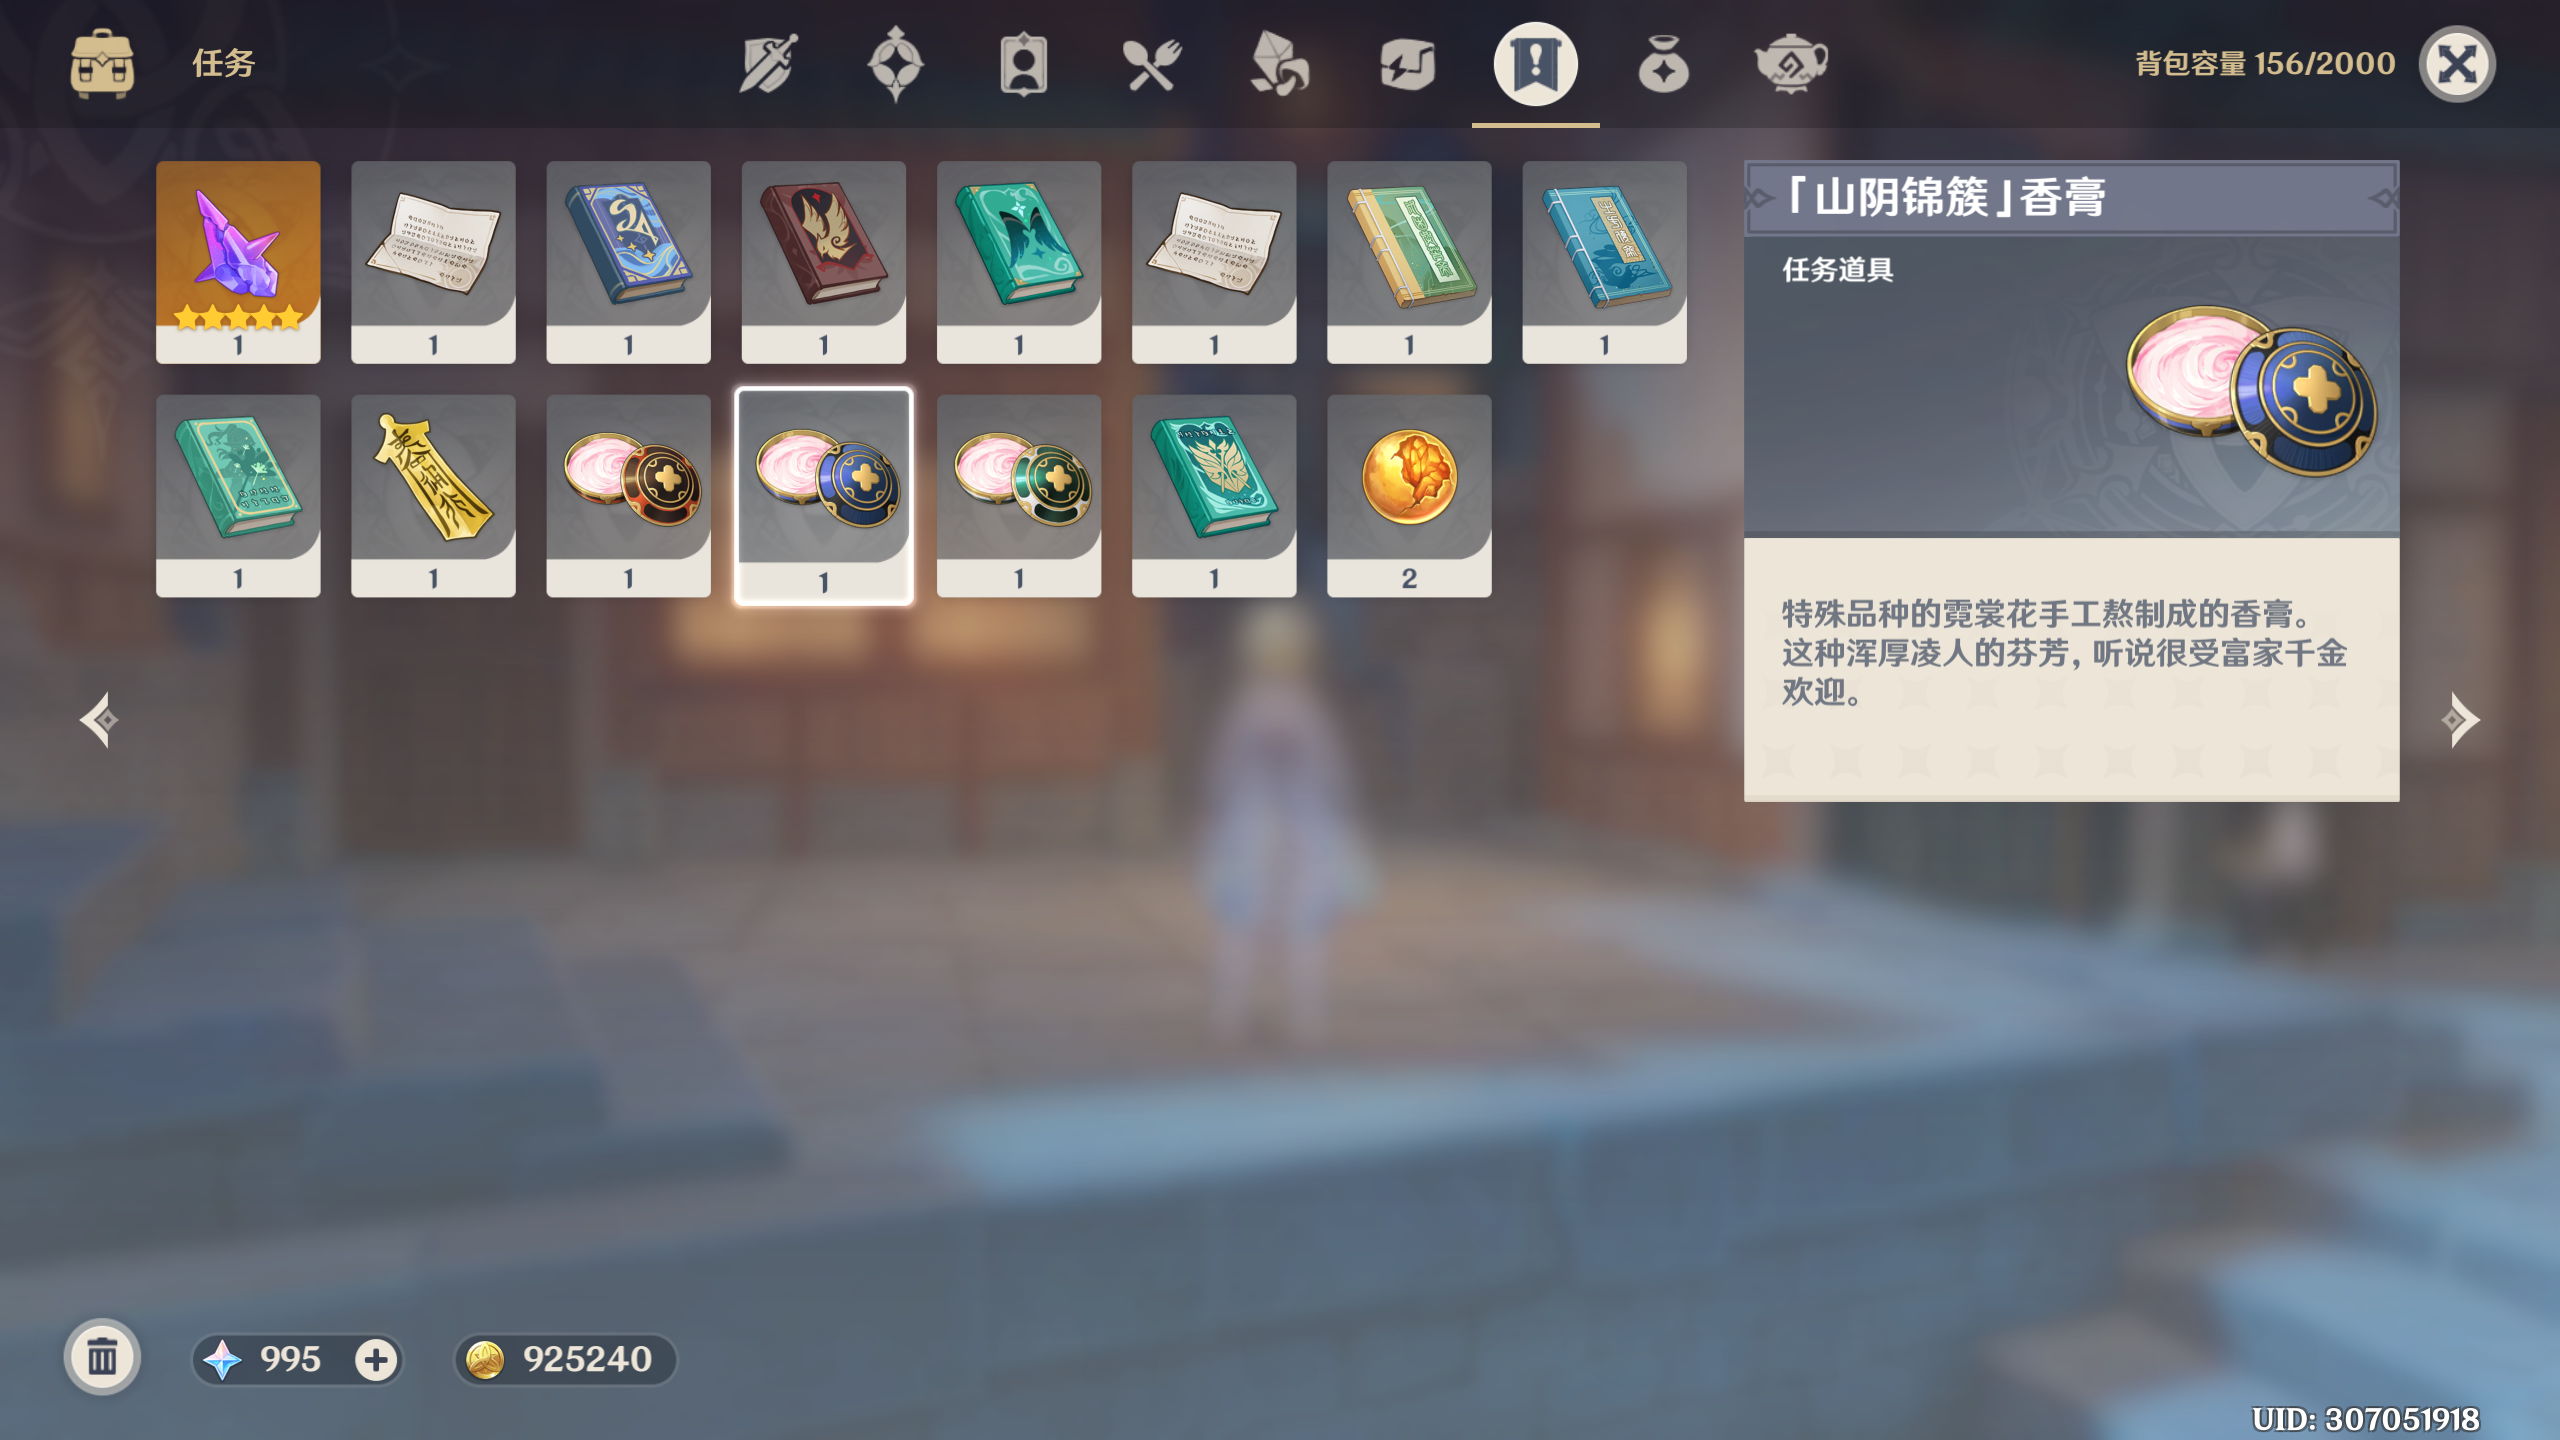 任务
背包容量 156/2000
1
1
1
1
1
1
1
1
1
1
1
1
1
1
2
「山阴锦簇」香膏
任务道具
特殊品种的霓裳花手工熬制成的香膏。
这种浑厚凌人的芬芳，听说很受富家千金
欢迎。
995
925240
UID: 307051918